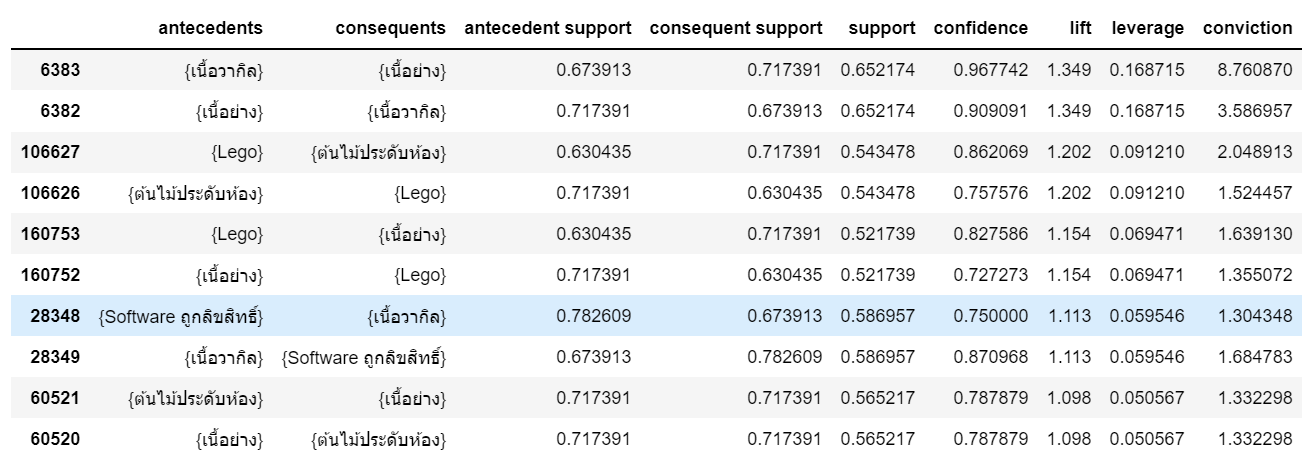 antecedents consequents antecedent support consequent support support confidence lift leverage conviction
6383 {เนื้อวากิล} {เนื้อย่าง} 0.673913 0.717391 0.652174 0.967742 1.349 0.168715 8.760870
6382 {เนื้อย่าง} {เนื้อวากิล} 0.717391 0.673913 0.652174 0.909091 1.349 0.168715 3.586957
106627 {Lego} {ต้นไม้ประดับห้อง} 0.630435 0.717391 0.543478 0.862069 1.202 0.091210 2.048913
106626 {ต้นไม้ประดับห้อง} {Lego} 0.717391 0.630435 0.543478 0.757576 1.202 0.091210 1.524457
160753 {Lego} {เนื้อย่าง} 0.630435 0.717391 0.521739 0.827586 1.154 0.069471 1.639130
160752 {เนื้อย่าง} {Lego} 0.717391 0.630435 0.521739 0.727273 1.154 0.069471 1.355072
28348 {Software ถูกลิขสิทธิ์} {เนื้อวากิล} 0.782609 0.673913 0.586957 0.750000 1.113 0.059546 1.304348
28349 {เนื้อวากิล} {Software ถูกลิขสิทธิ์} 0.673913 0.782609 0.586957 0.870968 1.113 0.059546 1.684783
60521 {ต้นไม้ประดับห้อง} {เนื้อย่าง} 0.717391 0.717391 0.565217 0.787879 1.098 0.050567 1.332298
60520 {เนื้อย่าง} {ต้นไม้ประดับห้อง} 0.717391 0.717391 0.565217 0.787879 1.098 0.050567 1.332298